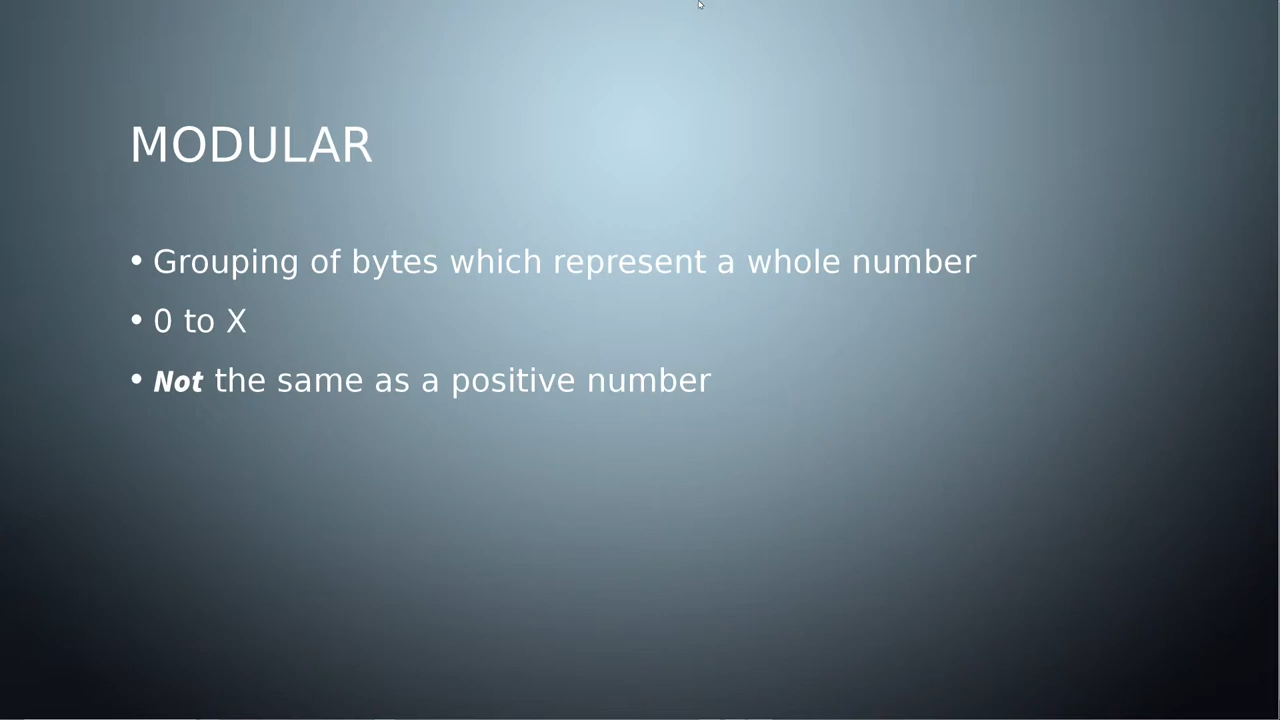 MODULAR
• Grouping of bytes which represent a whole number
• 0 to X
• Not the same as a positive number